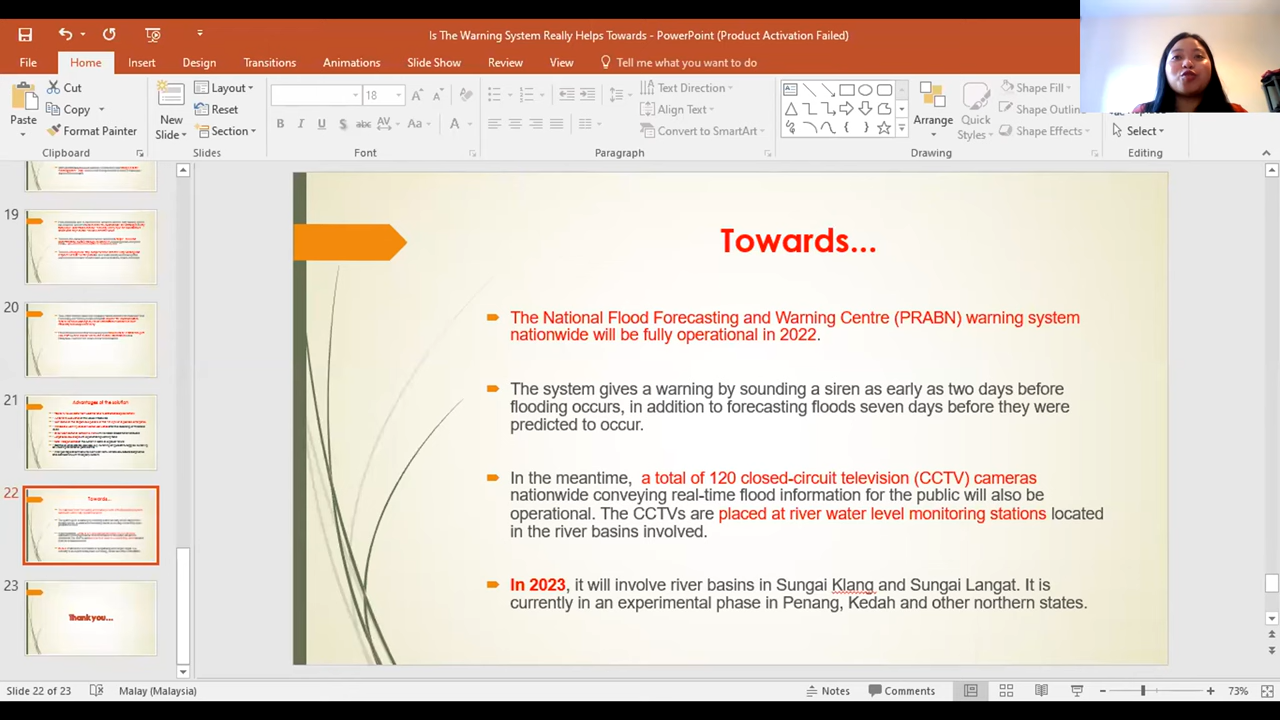 Is The Warning System Really Helps Towards - PowerPoint (Product Activation Failed)
File Home Insert Design Transitions Animations Slide Show Review View Tell me what you want to do
Cut
Copy
Format Painter
Paste
Clipboard
New
Slide
Layout
Reset
Section
Slides
18
B I U S abc AV Aa A
Font
Text Direction
Align Text
Convert to SmartArt
Paragraph
Arrange
Quick
Styles
Shape Fill
Shape Outline
Shape Effects
Drawing
Select
Editing
19
20
21
Advantages of the solution
22
Towards...
23
Thank you...
Towards...
The National Flood Forecasting and Warning Centre (PRABN) warning system
nationwide will be fully operational in 2022.
The system gives a warning by sounding a siren as early as two days before
flooding occurs, in addition to forecasting floods seven days before they were
predicted to occur.
In the meantime, a total of 120 closed-circuit television (CCTV) cameras
nationwide conveying real-time flood information for the public will also be
operational. The CCTVs are placed at river water level monitoring stations located
in the river basins involved.
In 2023, it will involve river basins in Sungai Klang and Sungai Langat. It is
currently in an experimental phase in Penang, Kedah and other northern states.
Slide 22 of 23 Malay (Malaysia) Notes Comments 73%